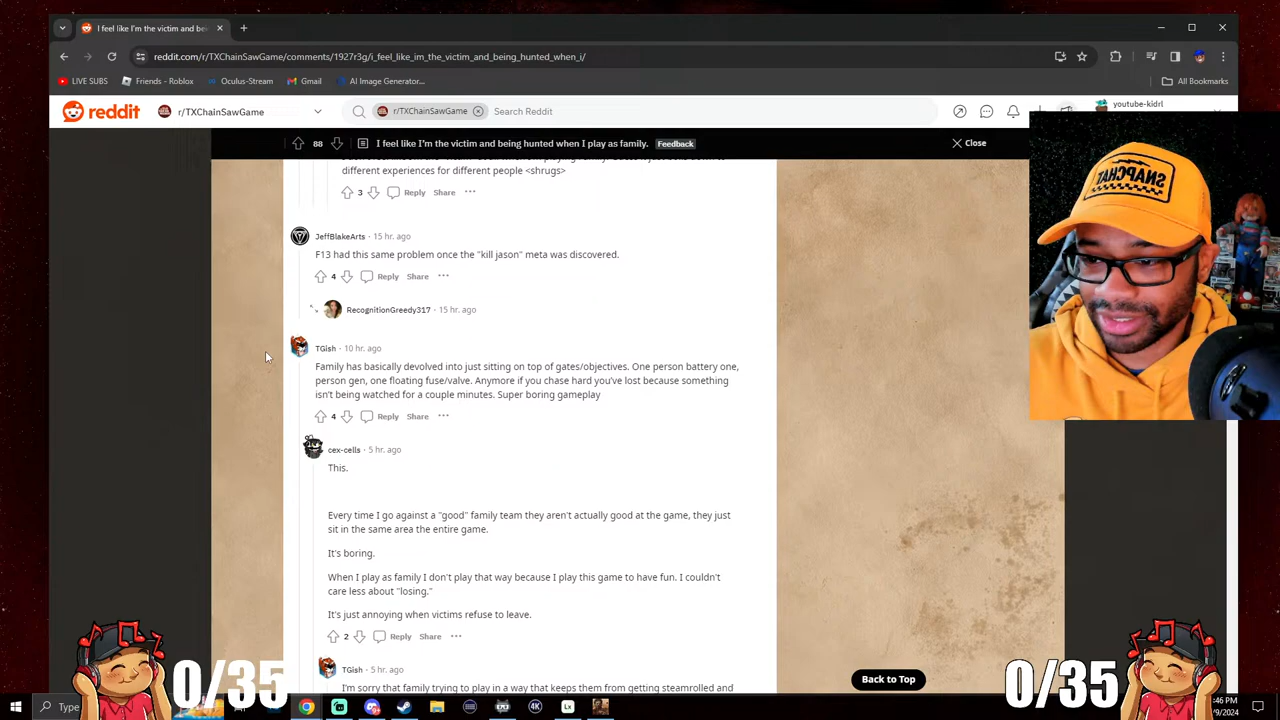 I feel like I'm the victim and bei
reddit.com/r/TXChainSawGame/comments/1927r3g/i_feel_like_im_the_victim_and_being_hunted_when_i/
LIVE SUBS
Friends - Roblox
Oculus-Stream
Gmail
AI Image Generator...
All Bookmarks
reddit
r/TXChainSawGame
r/TXChainSawGame
Search Reddit
youtube-kidrl
88
I feel like I'm the victim and being hunted when I play as family.
Feedback
Close
SNAPCHAT
different experiences for different people <shrugs>
3
Reply
Share
JeffBlakeArts · 15 hr. ago
F13 had this same problem once the "kill jason" meta was discovered.
4
Reply
Share
RecognitionGreedy317 · 15 hr. ago
TGish · 10 hr. ago
Family has basically devolved into just sitting on top of gates/objectives. One person battery one,
person gen, one floating fuse/valve. Anymore if you chase hard you've lost because something
isn't being watched for a couple minutes. Super boring gameplay
4
Reply
Share
cex-cells · 5 hr. ago
This.
Every time I go against a "good" family team they aren't actually good at the game, they just
sit in the same area the entire game.
It's boring.
When I play as family I don't play that way because I play this game to have fun. I couldn't
care less about "losing."
It's just annoying when victims refuse to leave.
2
Reply
Share
TGish · 5 hr. ago
I'm sorry that family trying to play in a way that keeps them from getting steamrolled and
Back to Top
0/35
0/35
Type
:46 PM
/9/2024